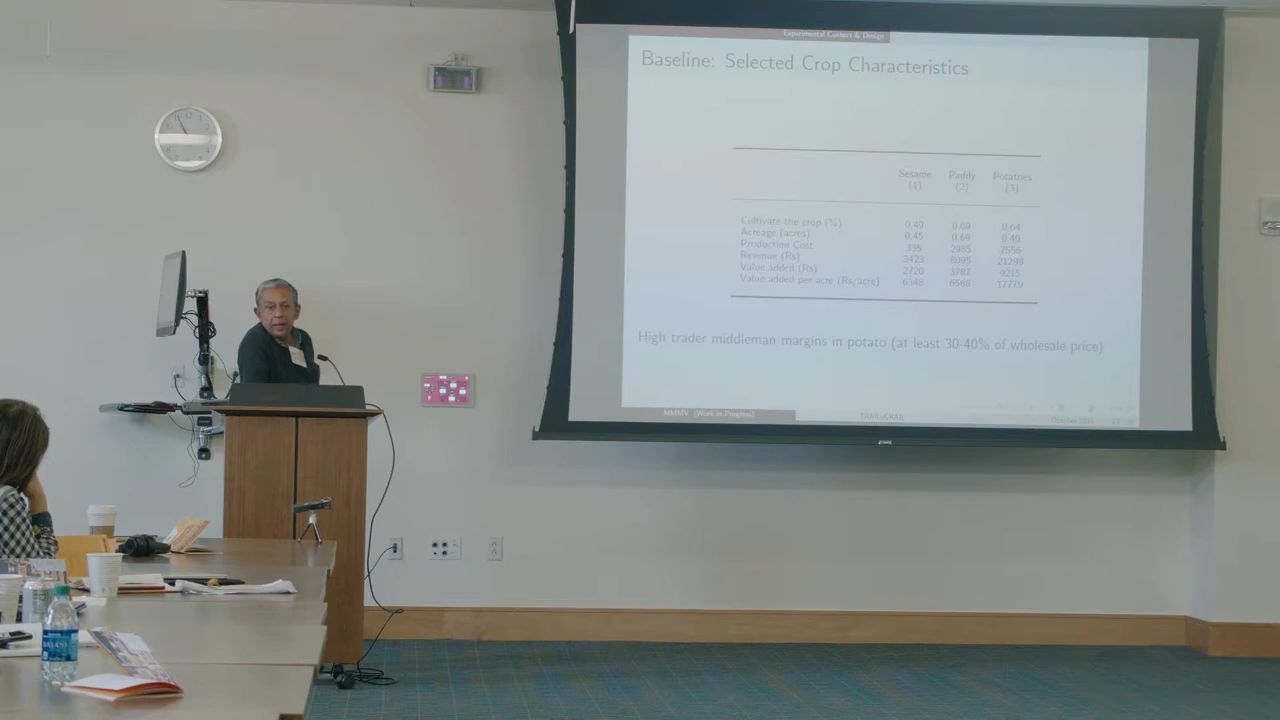 Experimental Context & Design
Baseline: Selected Crop Characteristics
Sesame Paddy Potatoes
(1) (2) (3)
Cultivate the crop (%) 0.49 0.69 0.64
Acreage (acres) 0.45 0.68 0.49
Production Cost 335 2985 7556
Revenue (Rs) 3423 8095 21299
Value added (Rs) 2720 3787 9215
Value added per acre (Rs/acre) 6348 6568 17779
High trader middleman margins in potato (at least 30-40% of wholesale price)
MMMV (Work in Progress)